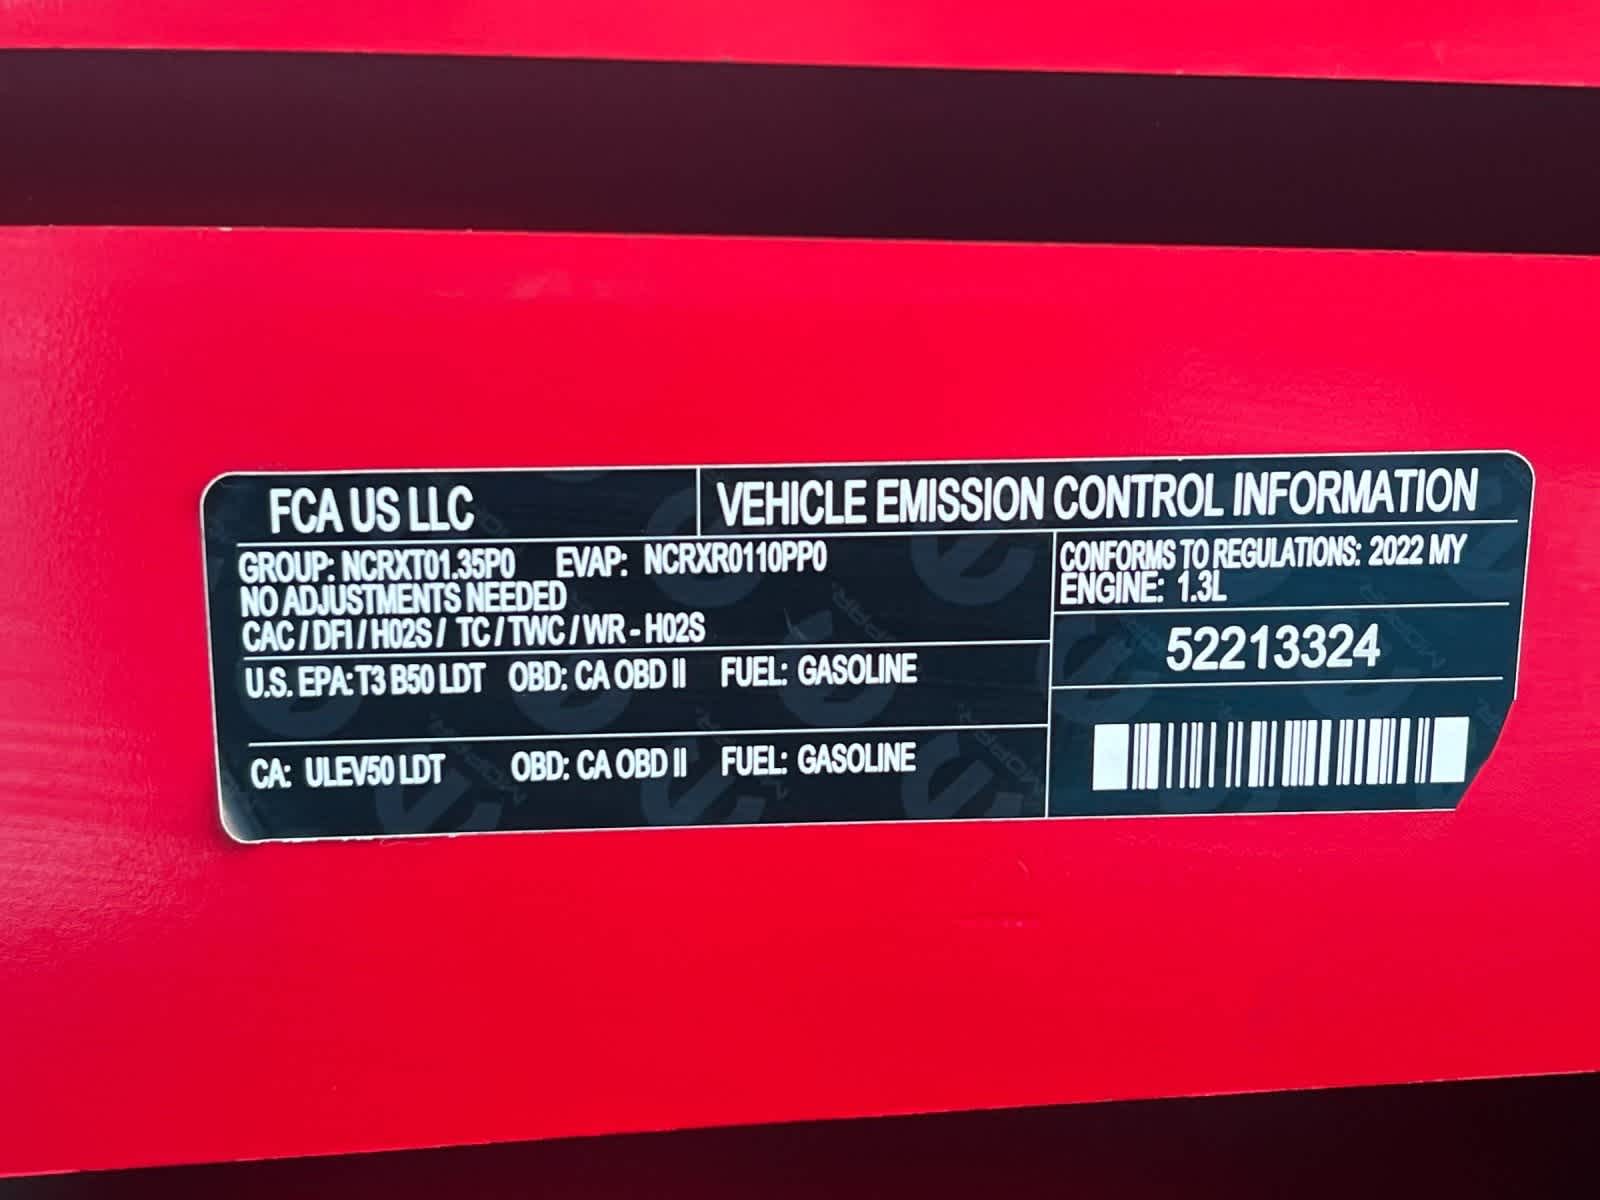 FCA US LLC
VEHICLE EMISSION CONTROL INFORMATION
GROUP: NCRXT01.35P0 EVAP: NCRXR0110PP0
NO ADJUSTMENTS NEEDED
CAC / DFI / H02S / TC / TWC / WR - H02S
U.S. EPA: T3 B50 LDT OBD: CA OBD II FUEL: GASOLINE
CA: ULEV50 LDT OBD: CA OBD II FUEL: GASOLINE
CONFORMS TO REGULATIONS: 2022 MY
ENGINE: 1.3L
52213324
MOPAR